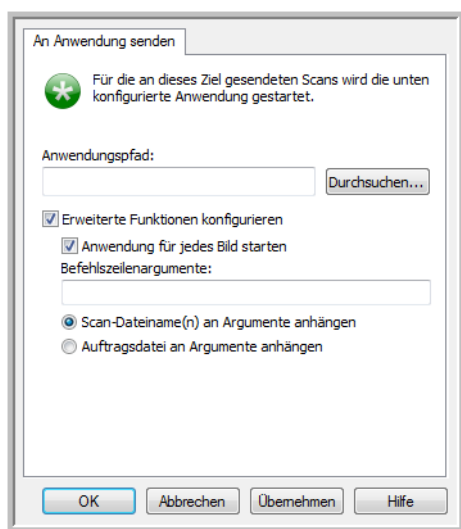 An Anwendung senden
Für die an dieses Ziel gesendeten Scans wird die unten
konfigurierte Anwendung gestartet.
Anwendungspfad:
Durchsuchen...
Erweiterte Funktionen konfigurieren
Anwendung für jedes Bild starten
Befehlszeilenargumente:
Scan-Dateiname(n) an Argumente anhängen
Auftragsdatei an Argumente anhängen
OK Abbrechen Übernehmen Hilfe